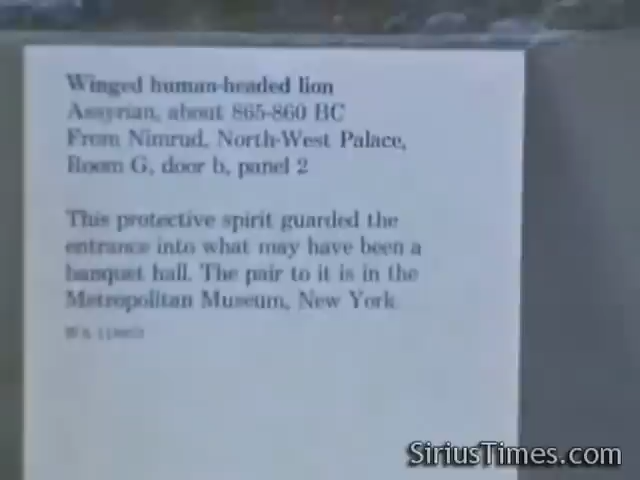 Winged human-headed lion
Assyrian, about 865-860 BC
From Nimrud, North-West Palace,
Room G, door b, panel 2
This protective spirit guarded the
entrance into what may have been a
banquet hall. The pair to it is in the
Metropolitan Museum, New York
SiriusTimes.com